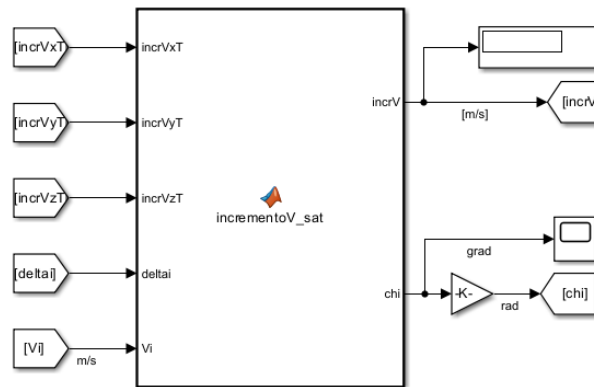 [incrVxT
incrVxT
[incrVyT
incrVyT
incrV
[incrV
[m/s]
[incrVzT
incrVzT
incrementoV_sat
grad
[deltai]
deltai
chi
-K-
[chi]
rad
[Vi]
m/s
Vi